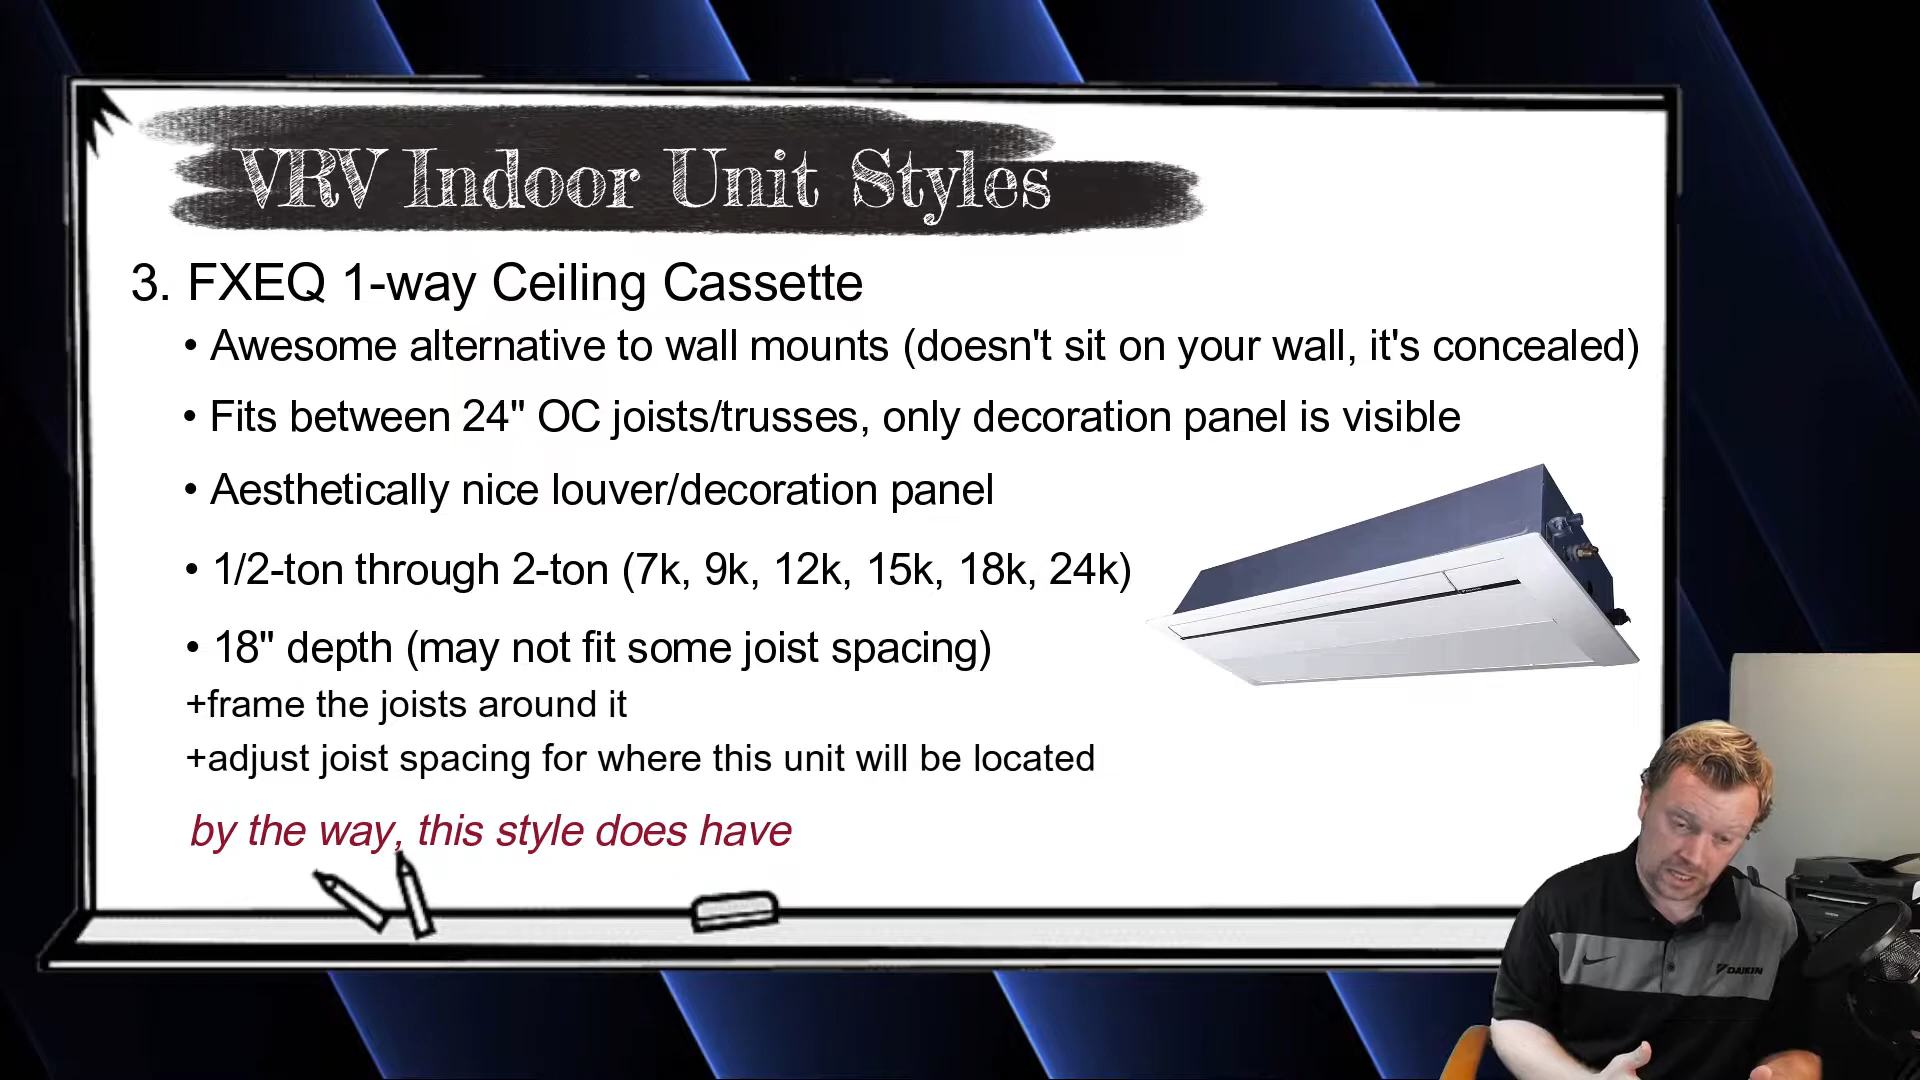 VRV Indoor Unit Styles
3. FXEQ 1-way Ceiling Cassette
• Awesome alternative to wall mounts (doesn't sit on your wall, it's concealed)
• Fits between 24" OC joists/trusses, only decoration panel is visible
• Aesthetically nice louver/decoration panel
• 1/2-ton through 2-ton (7k, 9k, 12k, 15k, 18k, 24k)
• 18" depth (may not fit some joist spacing)
+frame the joists around it
+adjust joist spacing for where this unit will be located
by the way, this style does have
DAIKIN